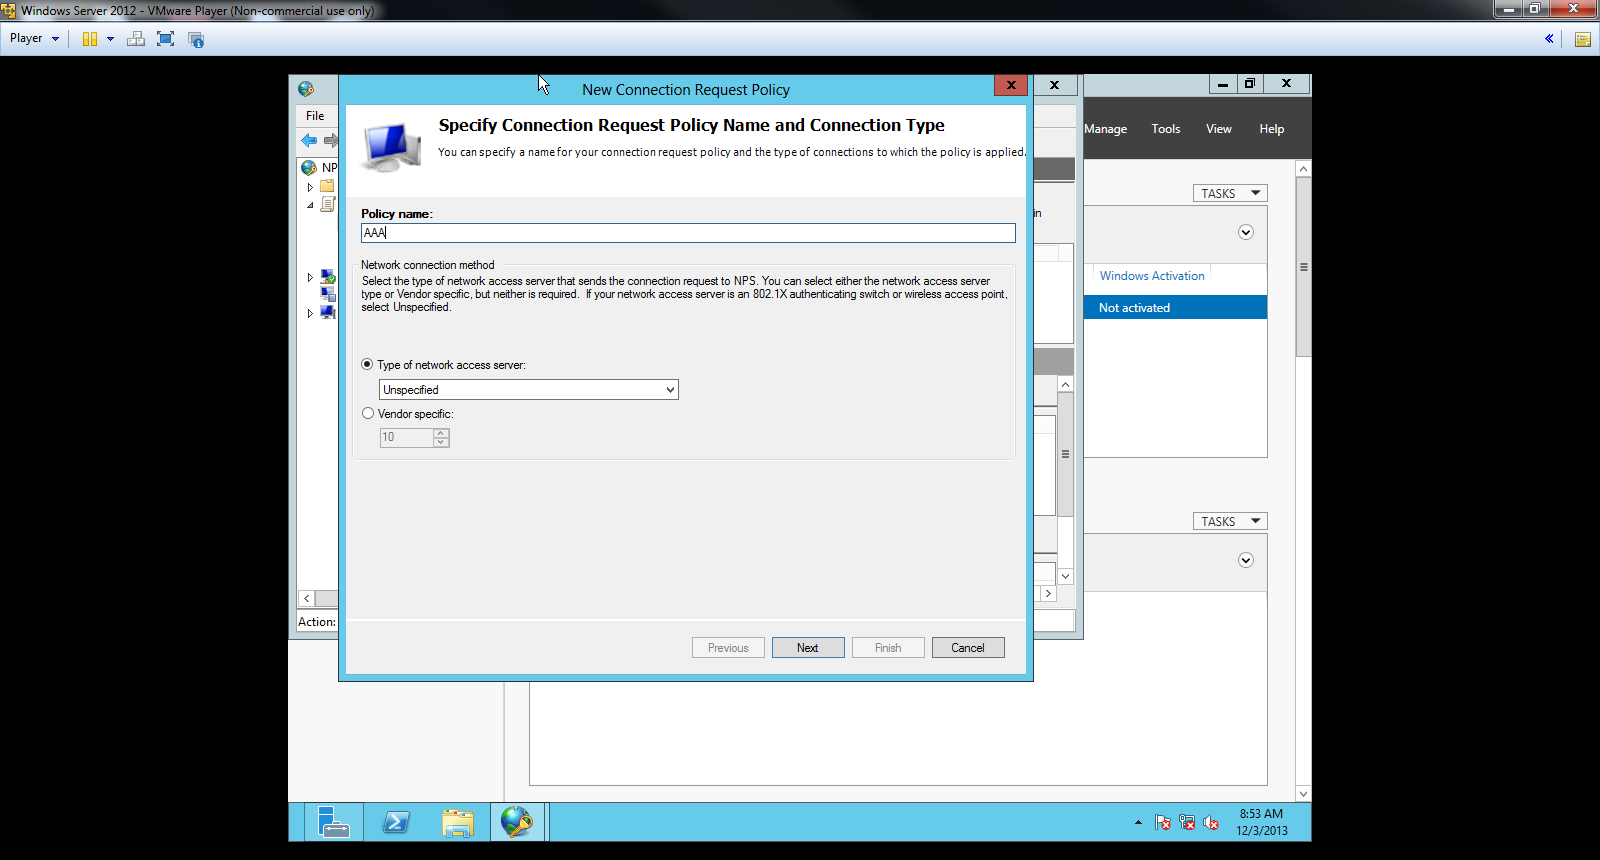 Windows Server 2012 - VMware Player (Non-commercial use only)
Player
New Connection Request Policy
File
Specify Connection Request Policy Name and Connection Type
You can specify a name for your connection request policy and the type of connections to which the policy is applied.
Manage Tools View Help
NP
TASKS
Policy name:
in
AAA
Network connection method
Select the type of network access server that sends the connection request to NPS. You can select either the network access server
type or Vendor specific, but neither is required. If your network access server is an 802.1X authenticating switch or wireless access point,
select Unspecified.
Windows Activation
Not activated
Type of network access server:
Unspecified
Vendor specific:
10
TASKS
Action:
Previous Next Finish Cancel
8:53 AM
12/3/2013